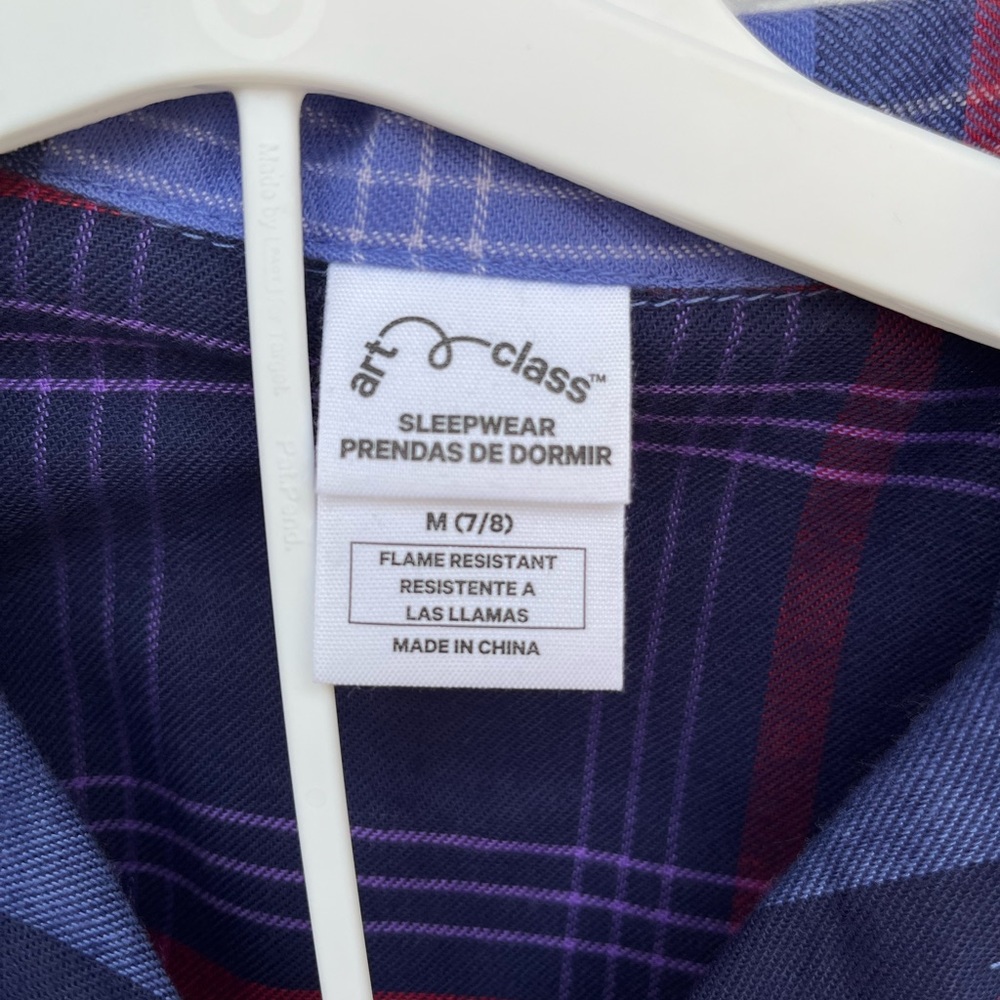 art class™
SLEEPWEAR
PRENDAS DE DORMIR
M (7/8)
FLAME RESISTANT
RESISTENTE A
LAS LLAMAS
MADE IN CHINA